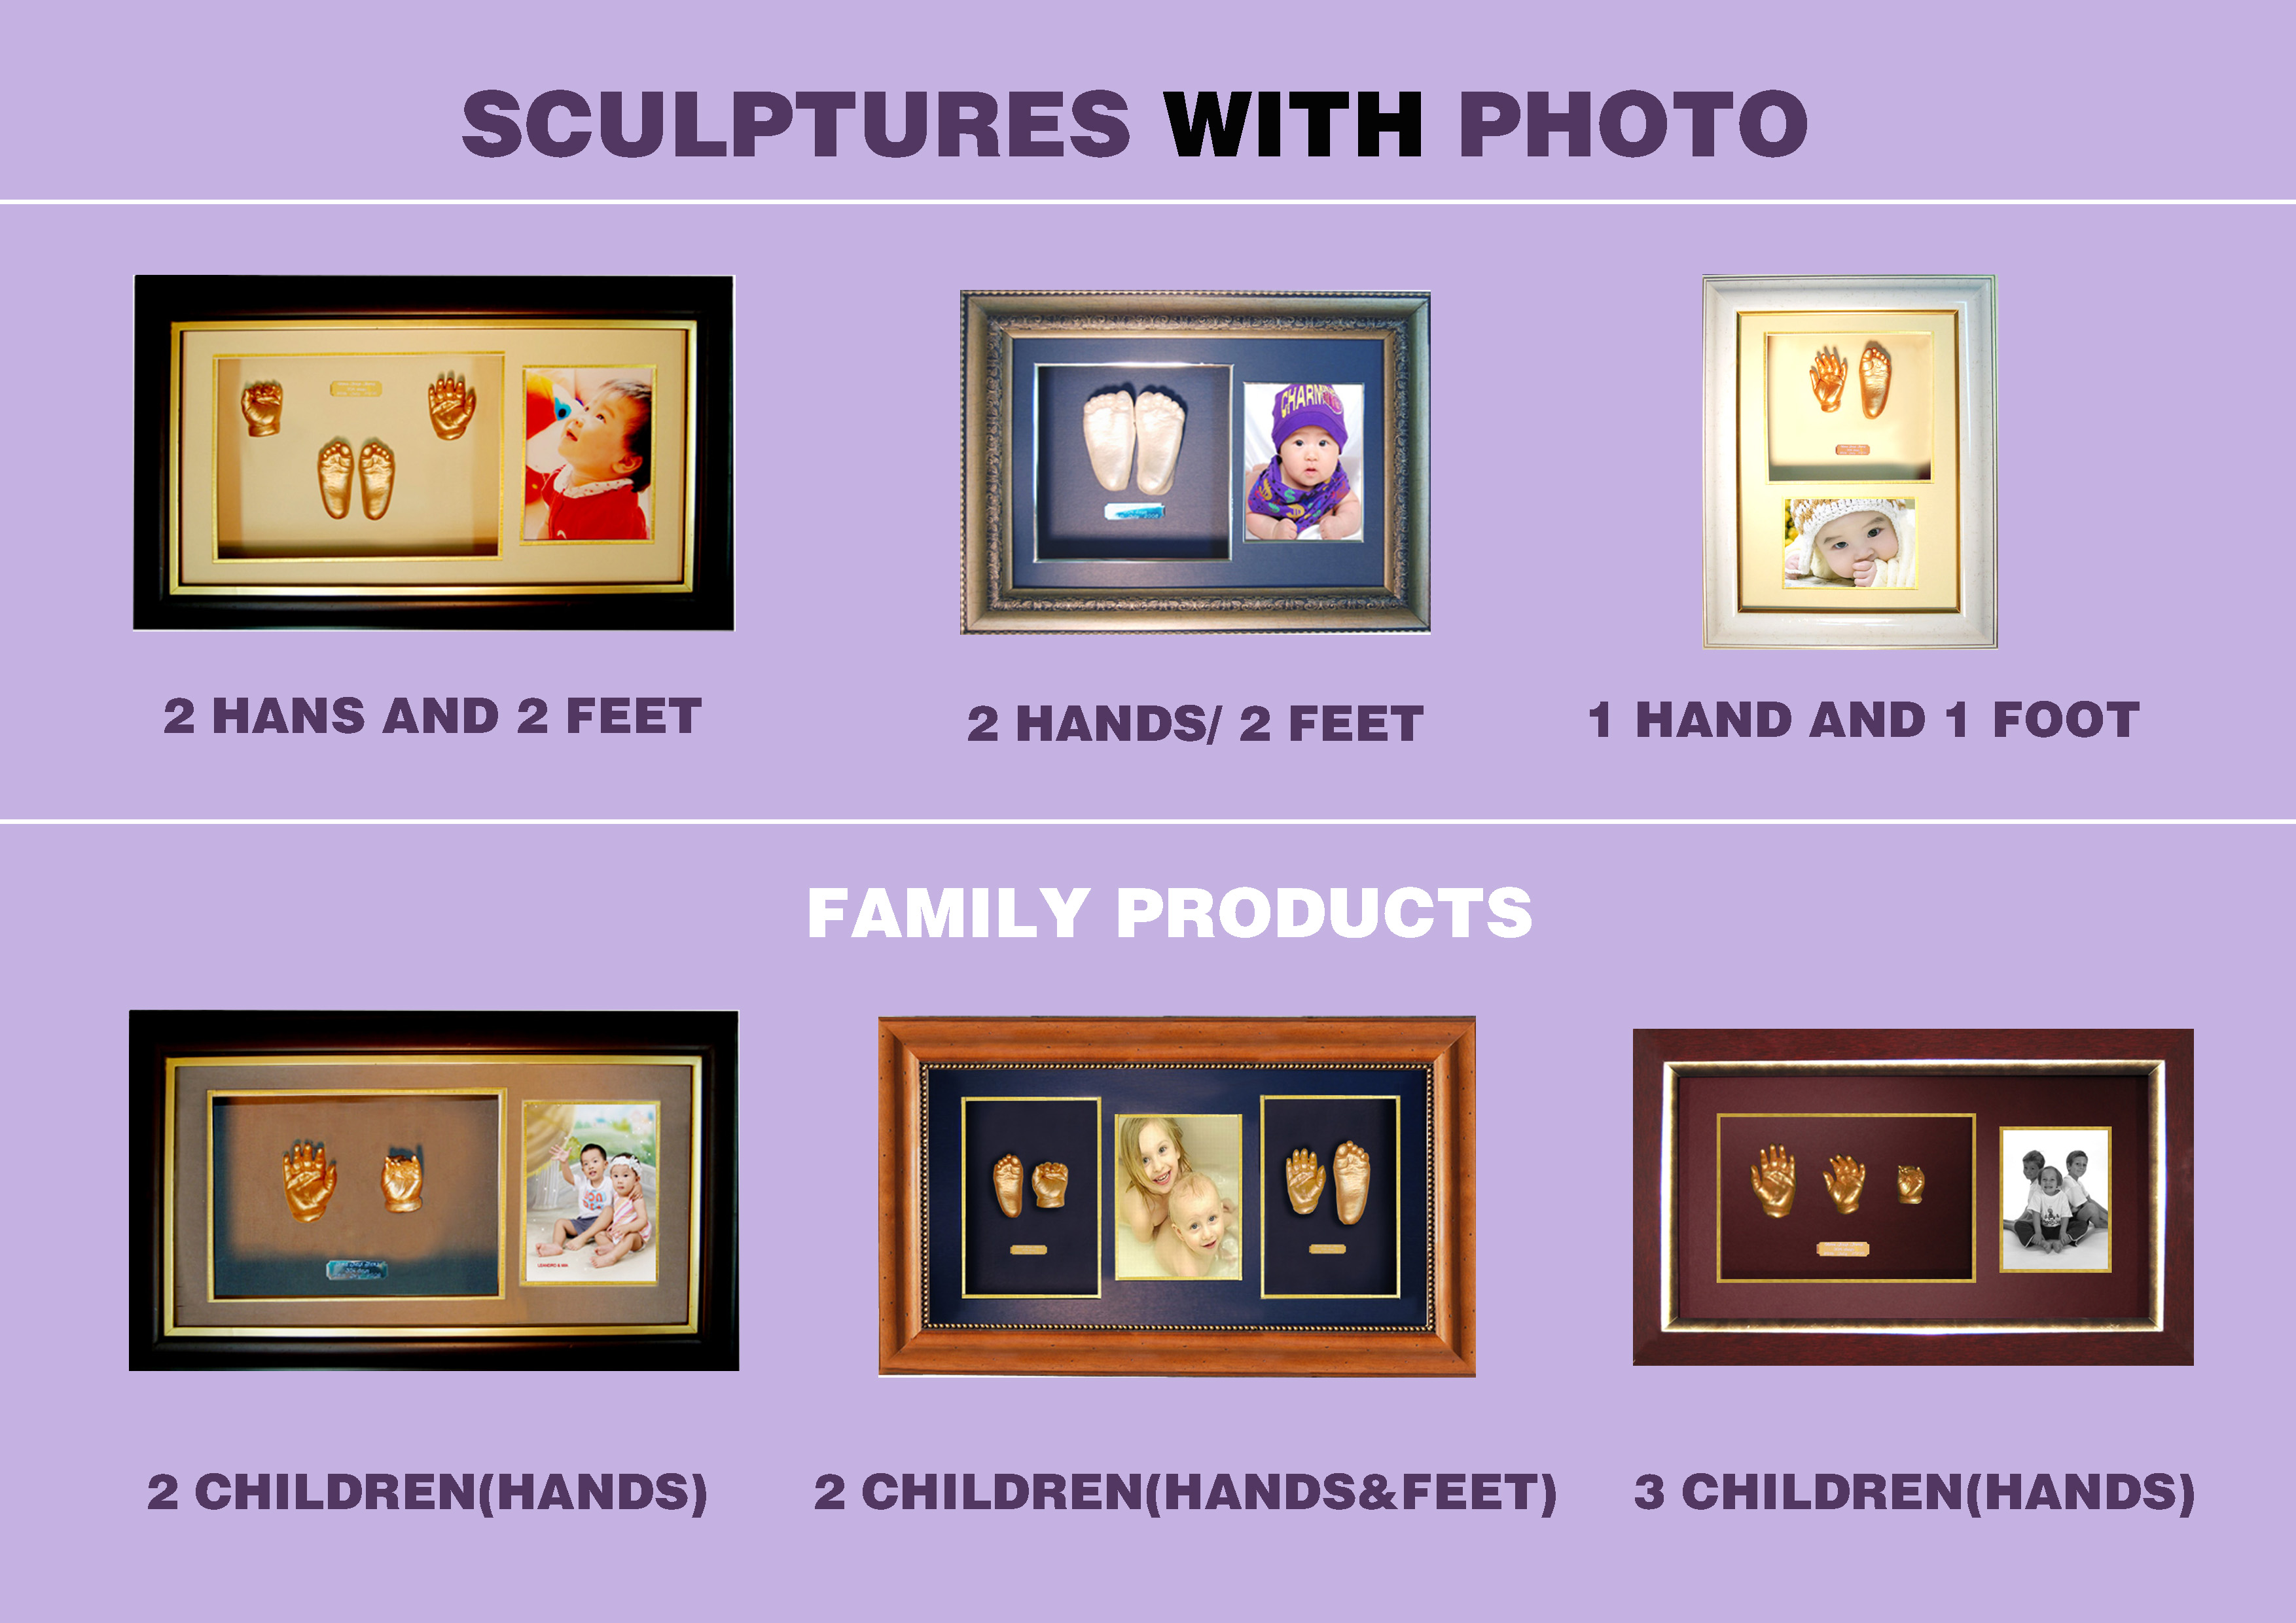 SCULPTURES WITH PHOTO
CHARMING
2 HANS AND 2 FEET
2 HANDS/ 2 FEET
1 HAND AND 1 FOOT
FAMILY PRODUCTS
2 CHILDREN(HANDS)
2 CHILDREN(HANDS&FEET)
3 CHILDREN(HANDS)